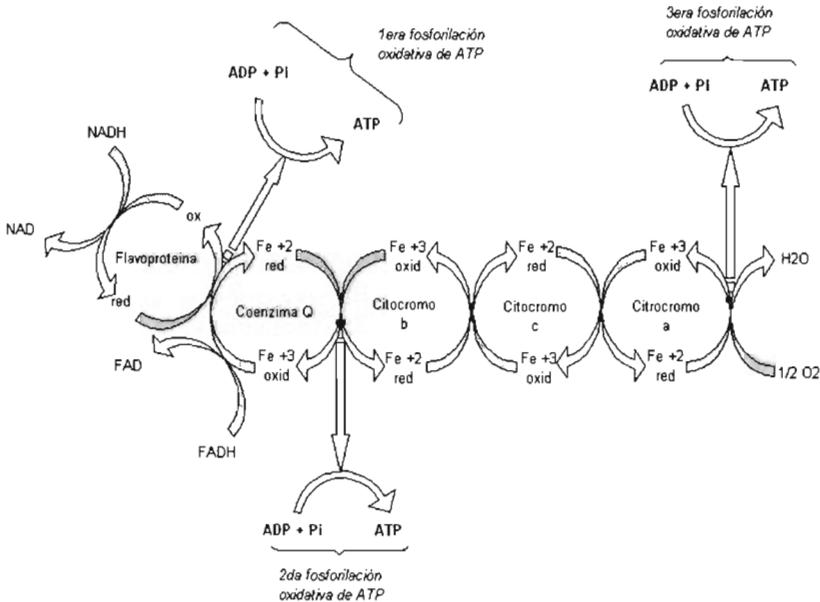 1era fosforilación
oxidativa de ATP
ADP + Pi
ATP
3era fosforilación
oxidativa de ATP
ADP + Pi
ATP
NADH
NAD
ox
Flavoproteina
red
FAD
FADH
Fe +2
red
Coenzima Q
Fe +3
oxid
Fe +3
oxid
Citocromo
b
Fe +2
red
Fe +2
red
Citocromo
c
Fe +3
oxid
Fe +3
oxid
Citrocromo
a
Fe +2
red
H2O
1/2 O2
ADP + Pi
ATP
2da fosforilación
oxidativa de ATP